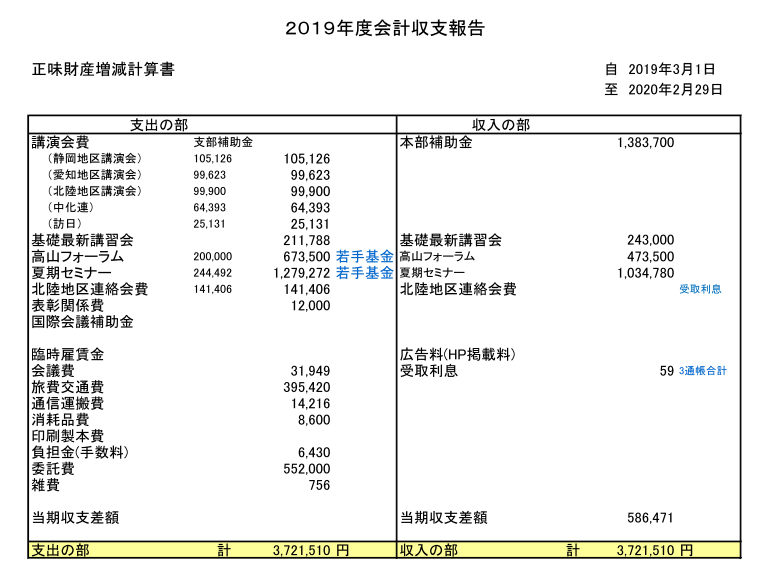 2019年度会計収支報告
正味財産増減計算書 自 2019年3月1日
至 2020年2月29日
支出の部 収入の部
講演会費 支部補助金 本部補助金 1,383,700
（静岡地区講演会） 105,126 105,126
（愛知地区講演会） 99,623 99,623
（北陸地区講演会） 99,900 99,900
（中化連） 64,393 64,393
（訪日） 25,131 25,131
基礎最新講習会 211,788 基礎最新講習会 243,000
高山フォーラム 200,000 673,500 若手基金 高山フォーラム 473,500
夏期セミナー 244,492 1,279,272 若手基金 夏期セミナー 1,034,780
北陸地区連絡会費 141,406 141,406 北陸地区連絡会費 受取利息
表彰関係費 12,000
国際会議補助金
臨時雇賃金 広告料(HP掲載料)
会議費 31,949 受取利息 59 3通帳合計
旅費交通費 395,420
通信運搬費 14,216
消耗品費 8,600
印刷製本費
負担金(手数料) 6,430
委託費 552,000
雑費 756
当期収支差額 当期収支差額 586,471
支出の部 計 3,721,510 円 収入の部 計 3,721,510 円